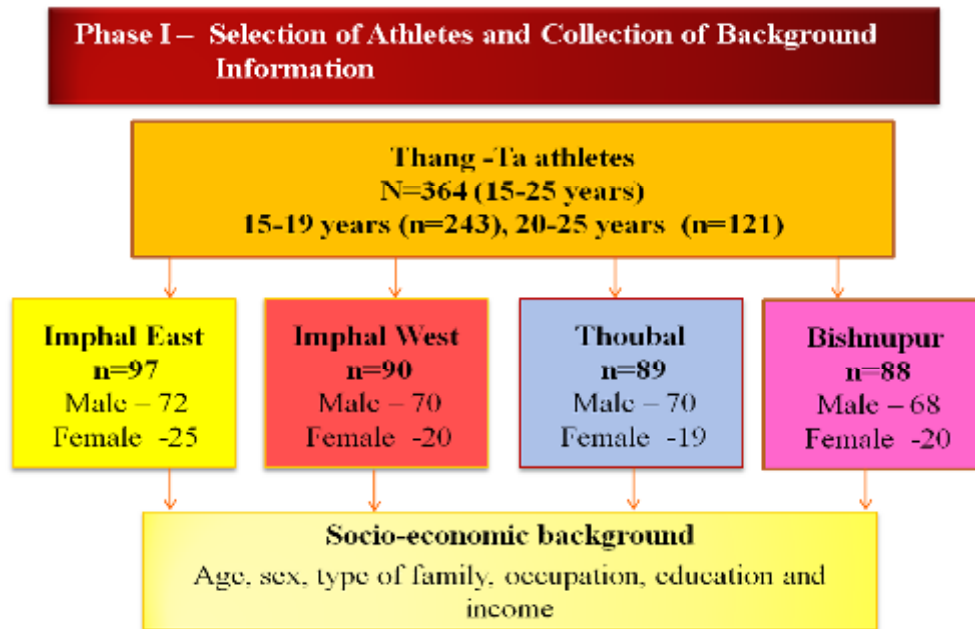 Phase I – Selection of Athletes and Collection of Background
Information
Thang -Ta athletes
N=364 (15-25 years)
15-19 years (n=243), 20-25 years (n=121)
Imphal East
n=97
Male – 72
Female -25
Imphal West
n=90
Male – 70
Female -20
Thoubal
n=89
Male – 70
Female -19
Bishnupur
n=88
Male – 68
Female -20
Socio-economic background
Age, sex, type of family, occupation, education and
income